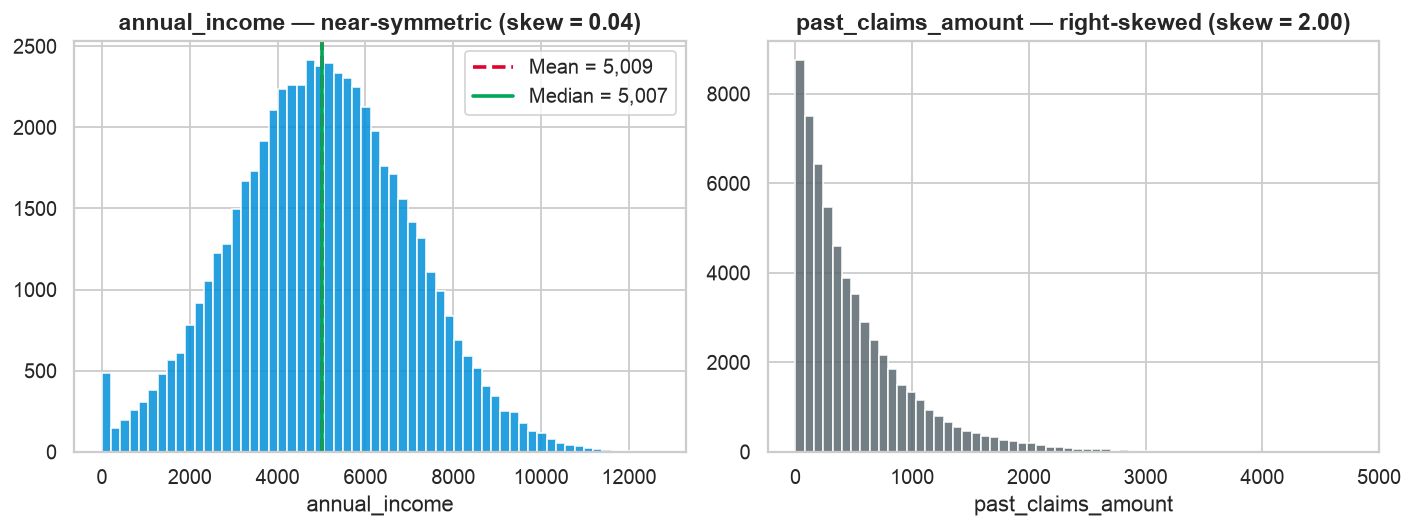 annual_income — near-symmetric (skew = 0.04)
2500
2000
1500
1000
500
0
0 2000 4000 6000 8000 10000 12000
annual_income
Mean = 5,009
Median = 5,007
past_claims_amount — right-skewed (skew = 2.00)
8000
6000
4000
2000
0
0 1000 2000 3000 4000 5000
past_claims_amount